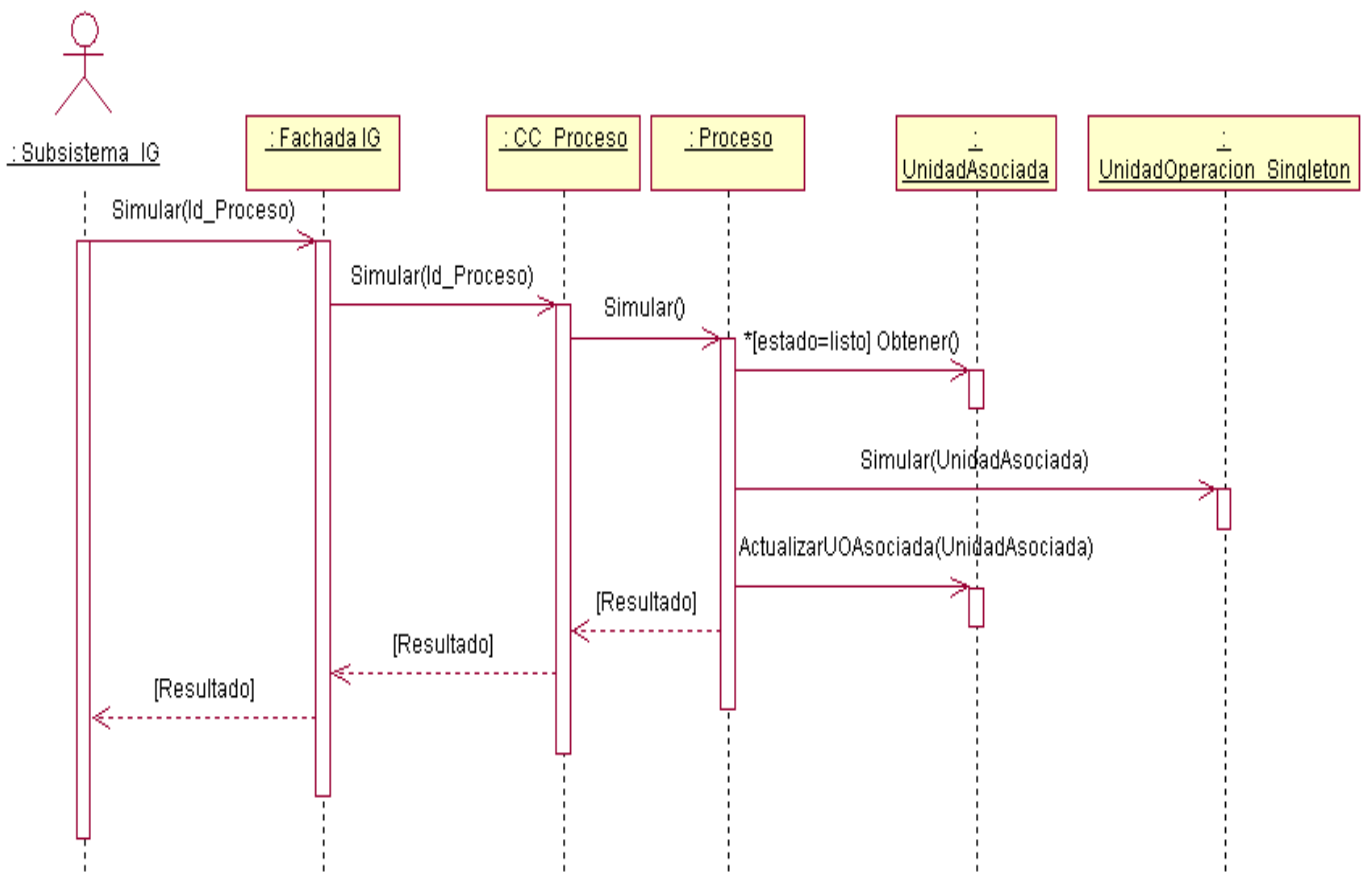 : Subsistema_IG
: Fachada IG
: CC_Proceso
: Proceso
:
UnidadAsociada
:
UnidadOperacion_Singleton
Simular(Id_Proceso)
Simular(Id_Proceso)
Simular()
*[estado=listo] Obtener()
Simular(UnidadAsociada)
ActualizarUOAsociada(UnidadAsociada)
[Resultado]
[Resultado]
[Resultado]